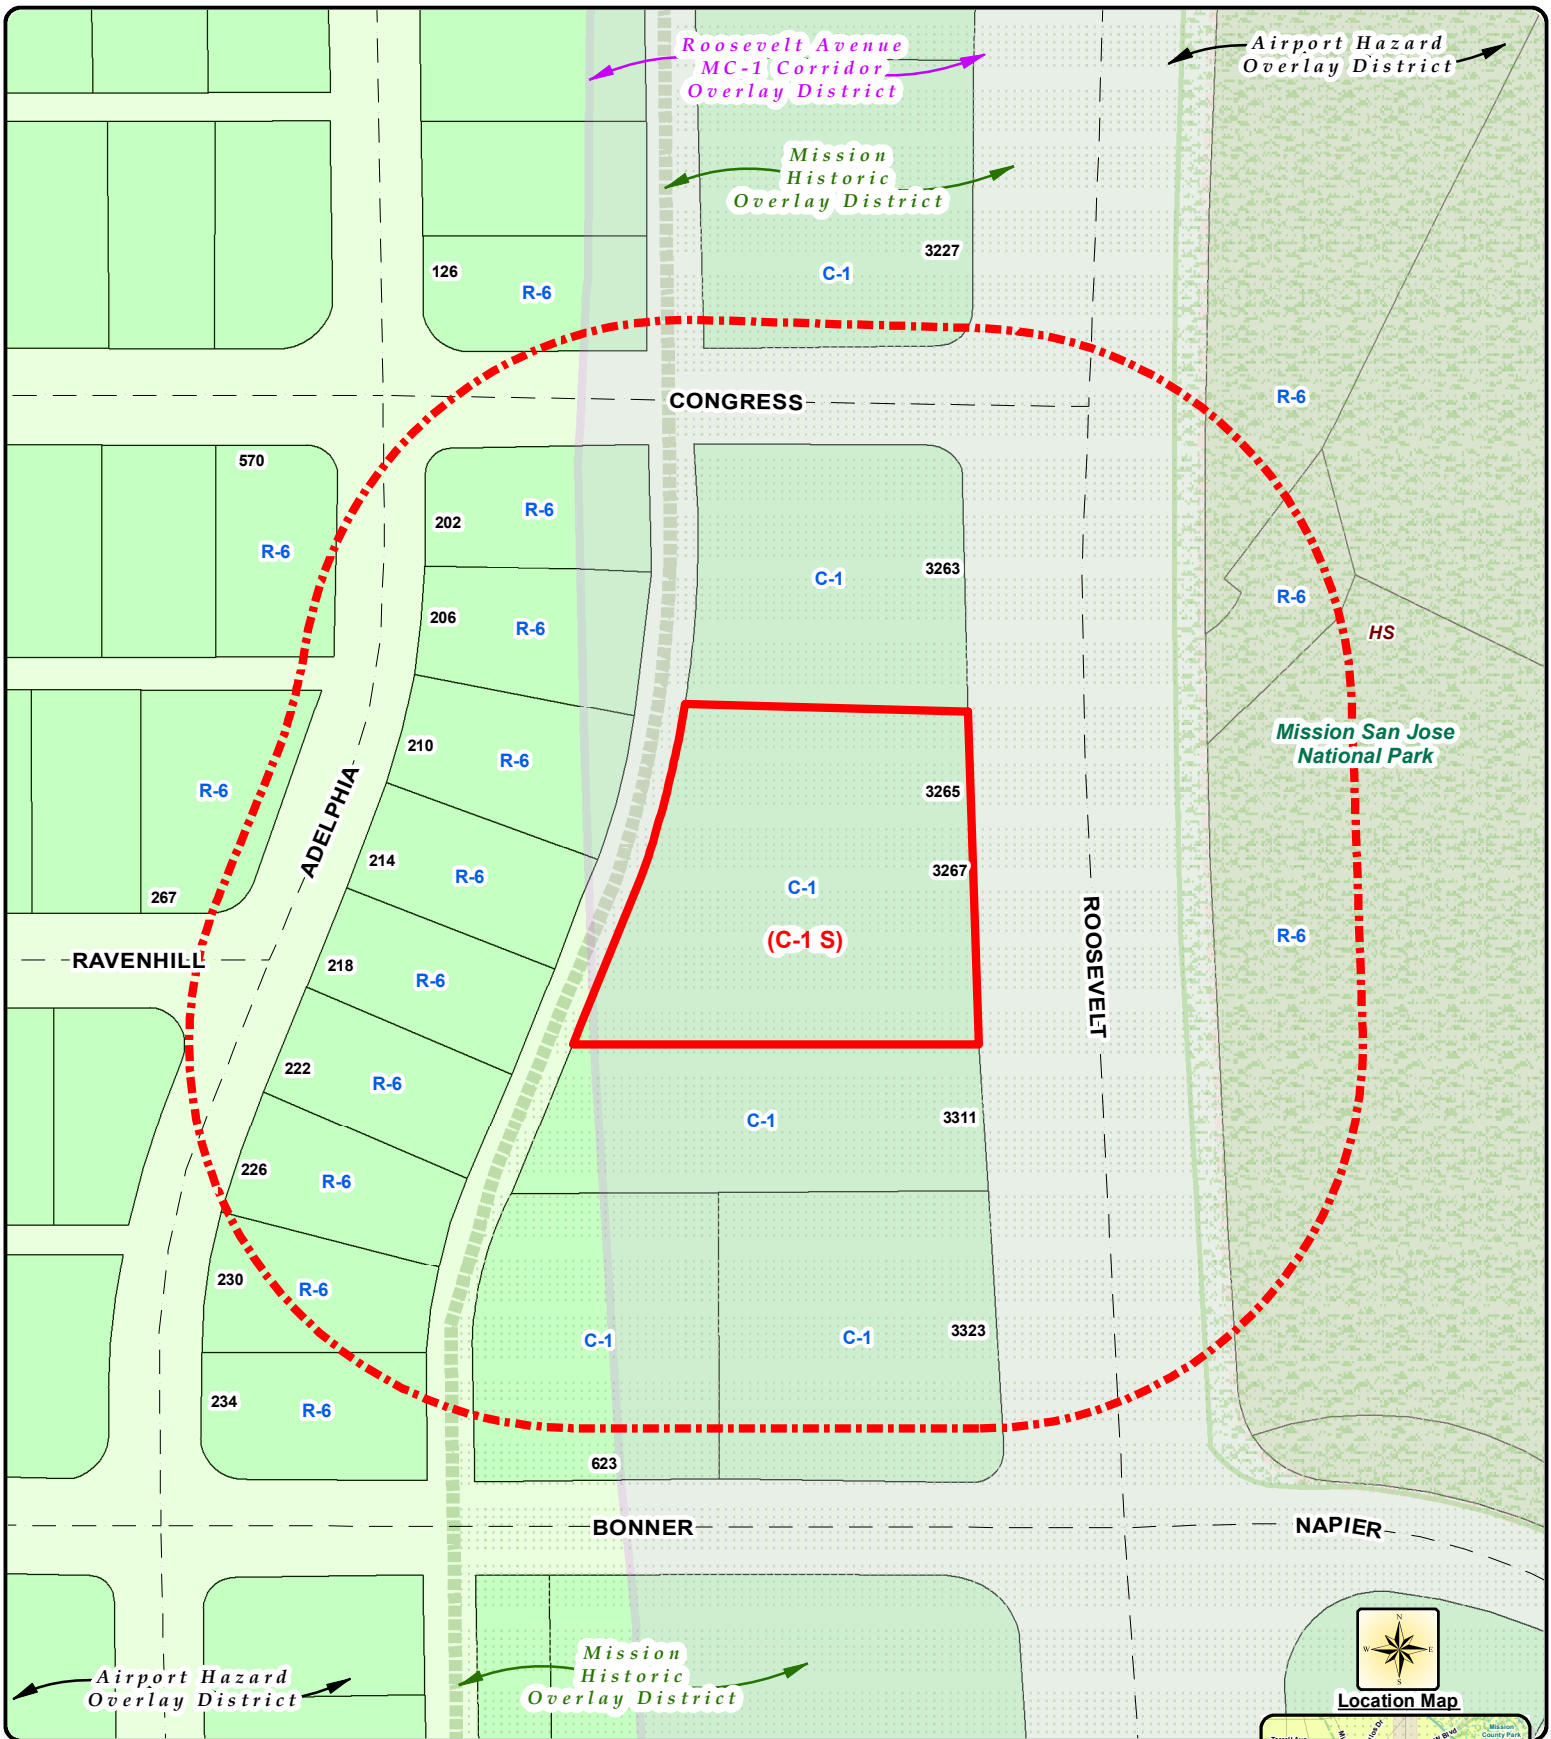 Roosevelt Avenue
MC-1 Corridor
Overlay District
Airport Hazard
Overlay District
Mission
Historic
Overlay District
3227
C-1
126
R-6
R-6
CONGRESS
570
R-6
202
R-6
C-1
3263
206
R-6
R-6
HS
210
R-6
Mission San Jose
National Park
ADELPHIA
R-6
3265
214
R-6
3267
C-1
267
(C-1 S)
R-6
ROOSEVELT
RAVENHILL
218
R-6
222
R-6
C-1
3311
226
R-6
230
R-6
C-1
C-1
3323
234
R-6
623
BONNER
NAPIER
Mission
Historic
Overlay District
Airport Hazard
Overlay District
N
W
E
S
Location Map
Mission
County Park